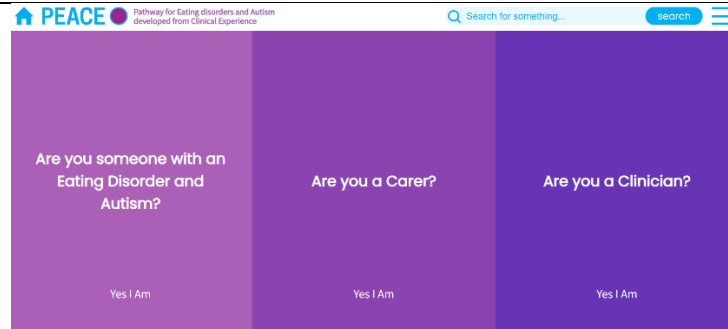 PEACE
Pathway for Eating disorders and Autism
developed from Clinical Experience
Search for something...
search
Are you someone with an
Eating Disorder and
Autism?
Yes I Am
Are you a Carer?
Yes I Am
Are you a Clinician?
Yes I Am